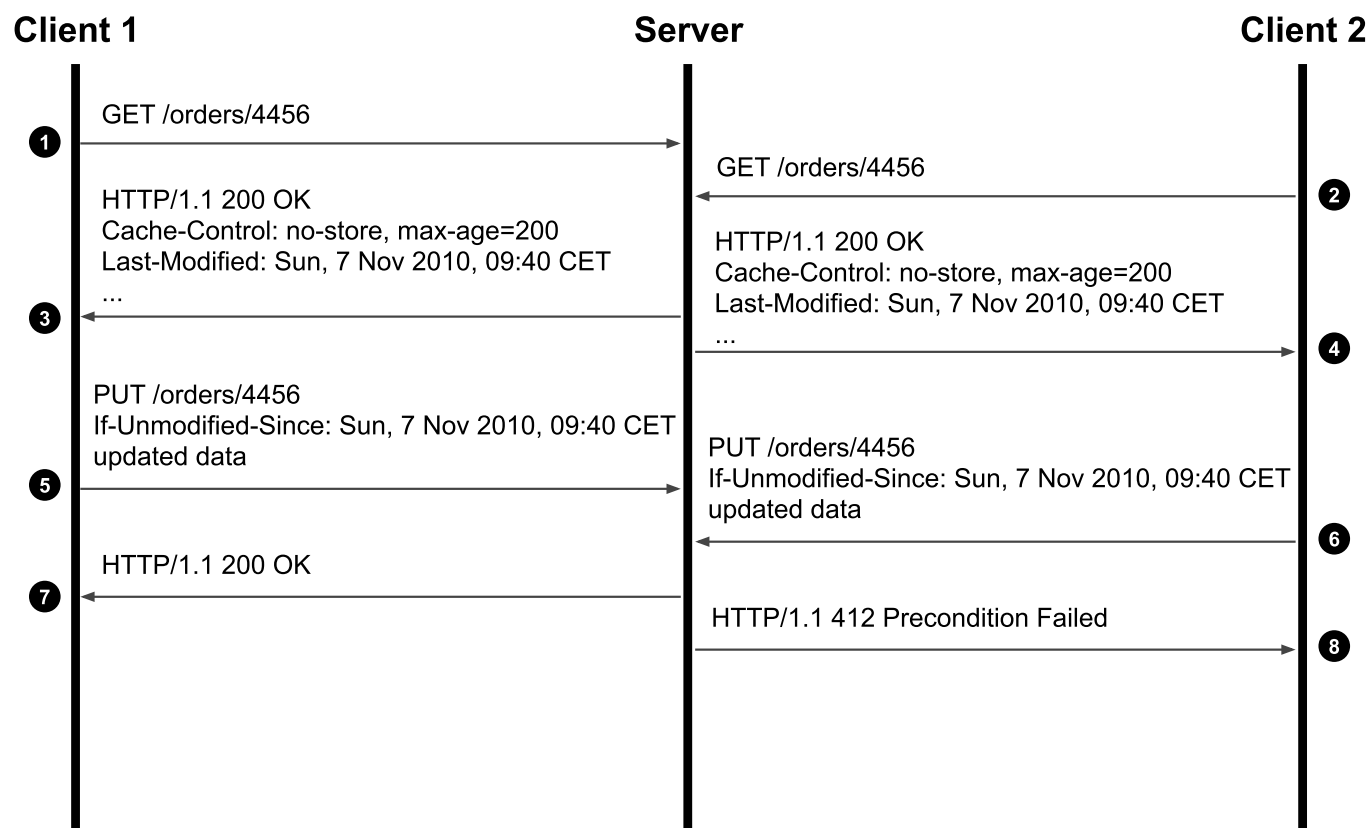 Client 1
Server
Client 2
GET /orders/4456
1
GET /orders/4456
2
HTTP/1.1 200 OK
Cache-Control: no-store, max-age=200
Last-Modified: Sun, 7 Nov 2010, 09:40 CET
...
3
HTTP/1.1 200 OK
Cache-Control: no-store, max-age=200
Last-Modified: Sun, 7 Nov 2010, 09:40 CET
...
4
PUT /orders/4456
If-Unmodified-Since: Sun, 7 Nov 2010, 09:40 CET
updated data
5
PUT /orders/4456
If-Unmodified-Since: Sun, 7 Nov 2010, 09:40 CET
updated data
6
HTTP/1.1 200 OK
7
HTTP/1.1 412 Precondition Failed
8